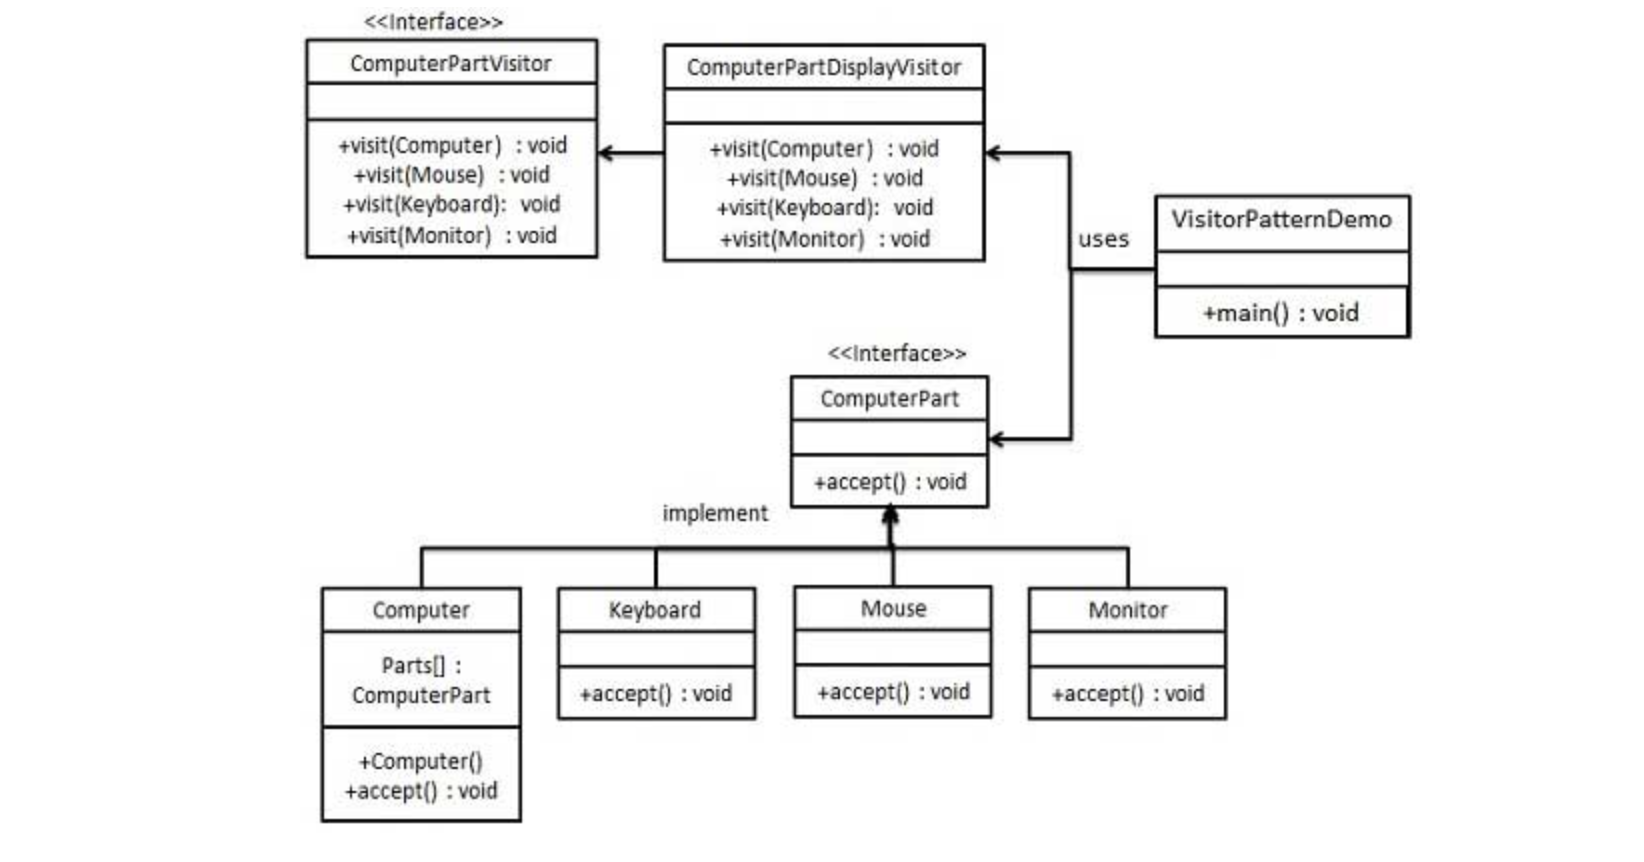 <<Interface>>
ComputerPartVisitor
+visit(Computer) : void
+visit(Mouse) : void
+visit(Keyboard): void
+visit(Monitor) : void
ComputerPartDisplayVisitor
+visit(Computer) : void
+visit(Mouse) : void
+visit(Keyboard): void
+visit(Monitor) : void
uses
VisitorPatternDemo
+main() : void
<<Interface>>
ComputerPart
+accept() : void
implement
Computer
Parts[] :
ComputerPart
+Computer()
+accept() : void
Keyboard
+accept() : void
Mouse
+accept() : void
Monitor
+accept() : void